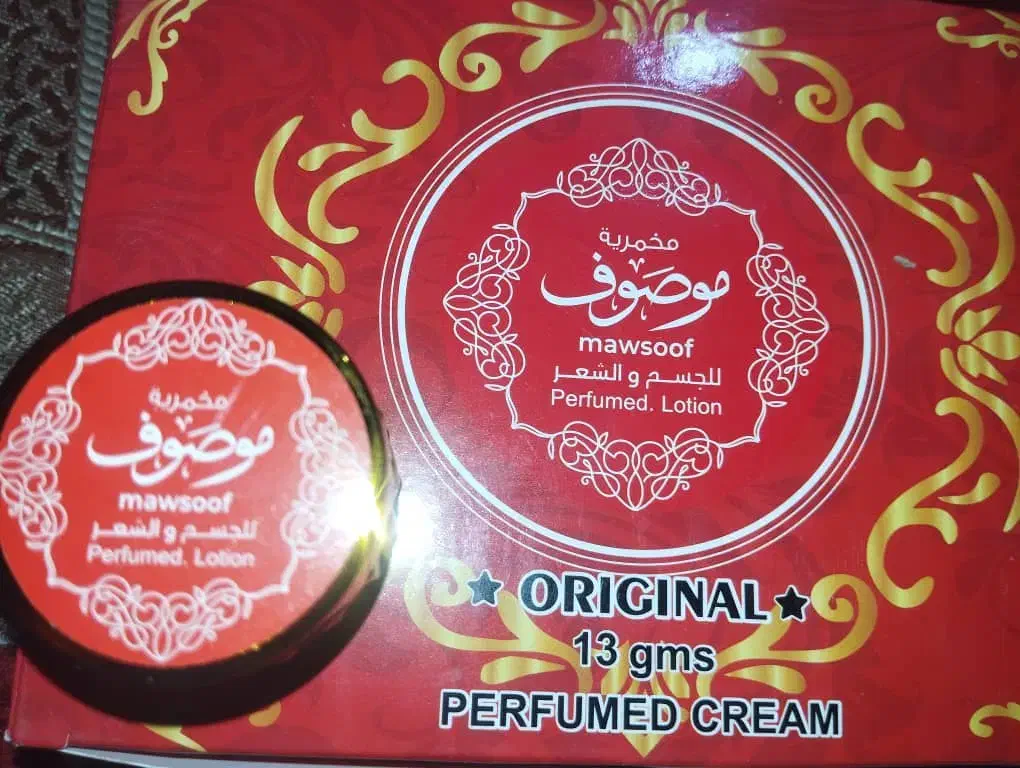 مخمرية
موصوف
mawsoof
للجسم و الشعر
Perfumed. Lotion
★ ORIGINAL ★
13 gms
PERFUMED CREAM
مخمرية
موصوف
mawsoof
للجسم و الشعر
Perfumed. Lotion